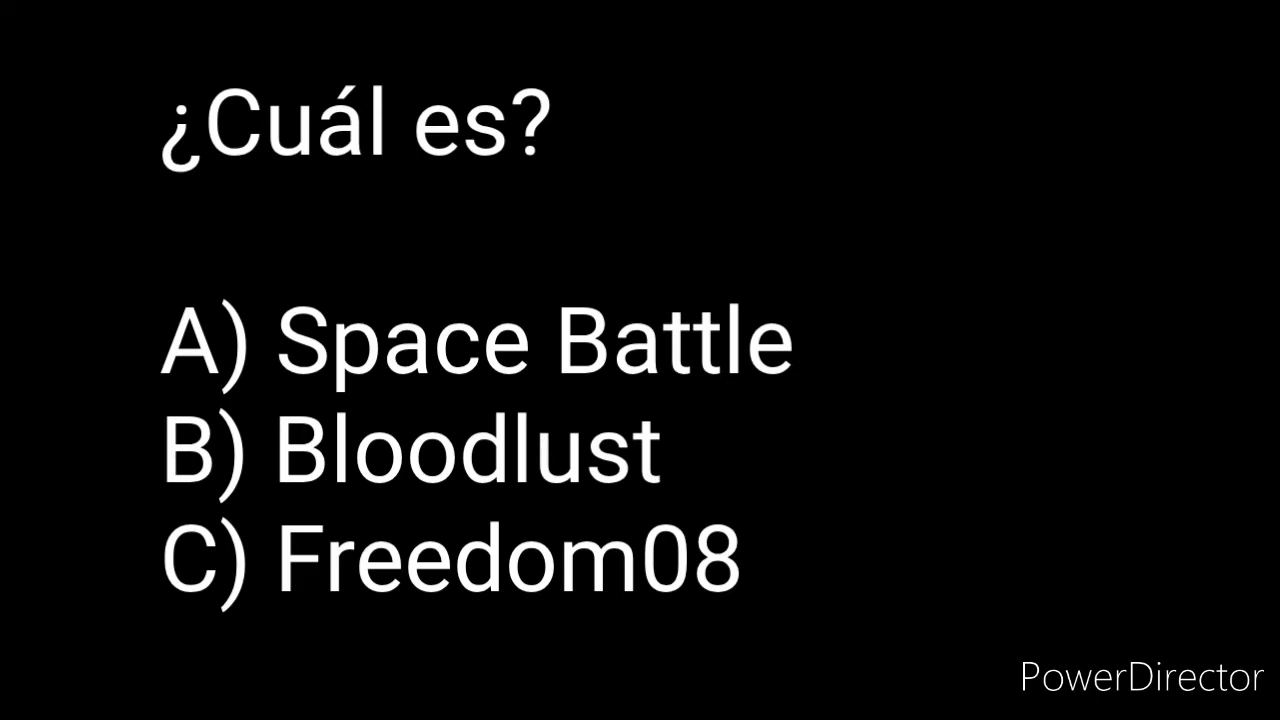 ¿Cuál es?
A) Space Battle
B) Bloodlust
C) Freedom08
PowerDirector